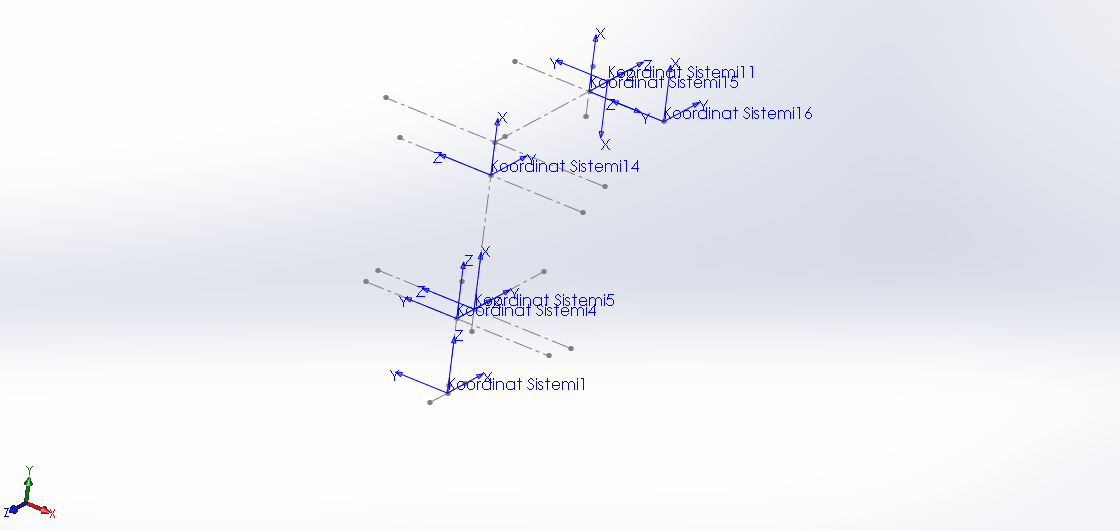 X
Y
Z
Koordinat Sistemi11
X
Koordinat Sistemi15
Z
Y
Y
Koordinat Sistemi16
X
X
Z
Y
Koordinat Sistemi14
X
Z
Z
Y
Koordinat Sistemi5
Y
Koordinat Sistemi4
Z
Y
X
Koordinat Sistemi1
Y
Z
X